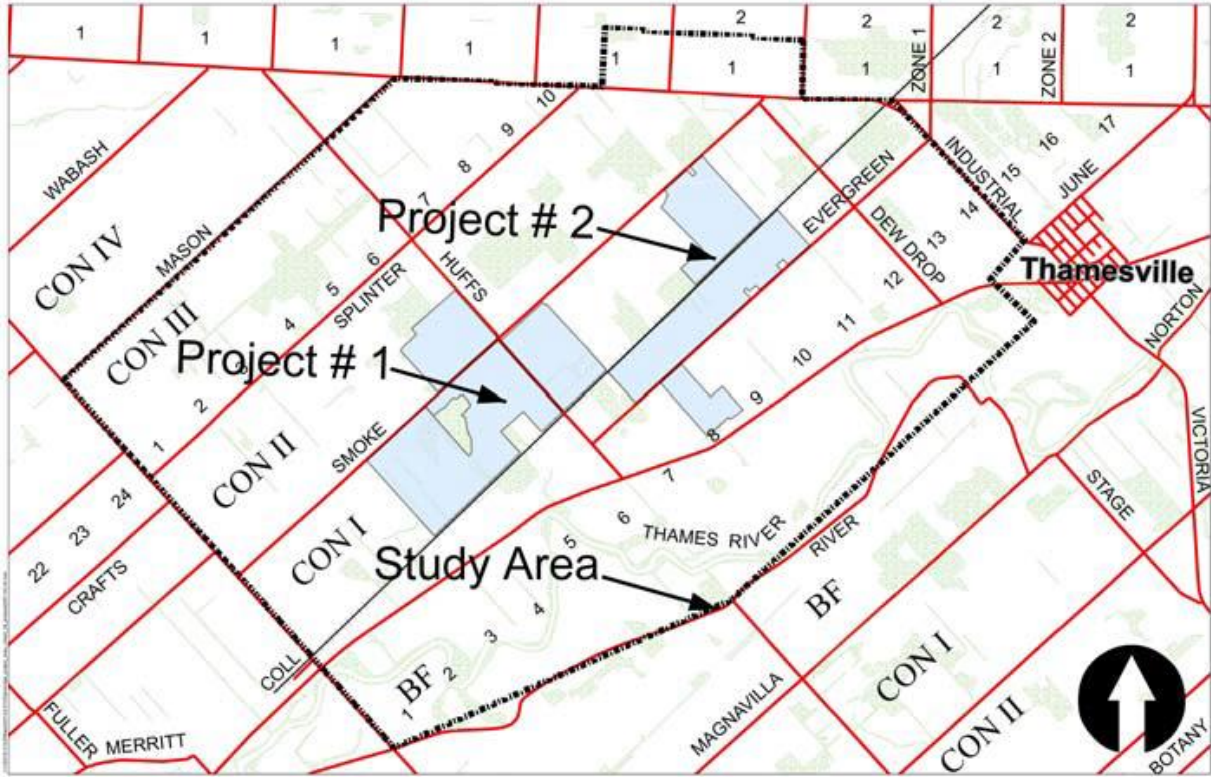 1
1
1
1
1
2
1
2
1
ZONE 1
2
1
ZONE 2
2
1
WABASH
CON IV
MASON
CON III
10
9
8
7
6
5
4
3
2
1
SPLINTER
HUFFS
Project # 2
Project # 1
EVERGREEN
INDUSTRIAL
DEW DROP
17
16
15
14
13
12
11
10
9
8
7
6
5
4
3
2
1
JUNE
Thamesville
NORTON
VICTORIA
STAGE
CON II
SMOKE
CON I
24
23
22
CRAFTS
THAMES RIVER
RIVER
Study Area
BF
BF
COLL
FULLER
MERRITT
MAGNAVILLA
CON I
CON II
BOTANY